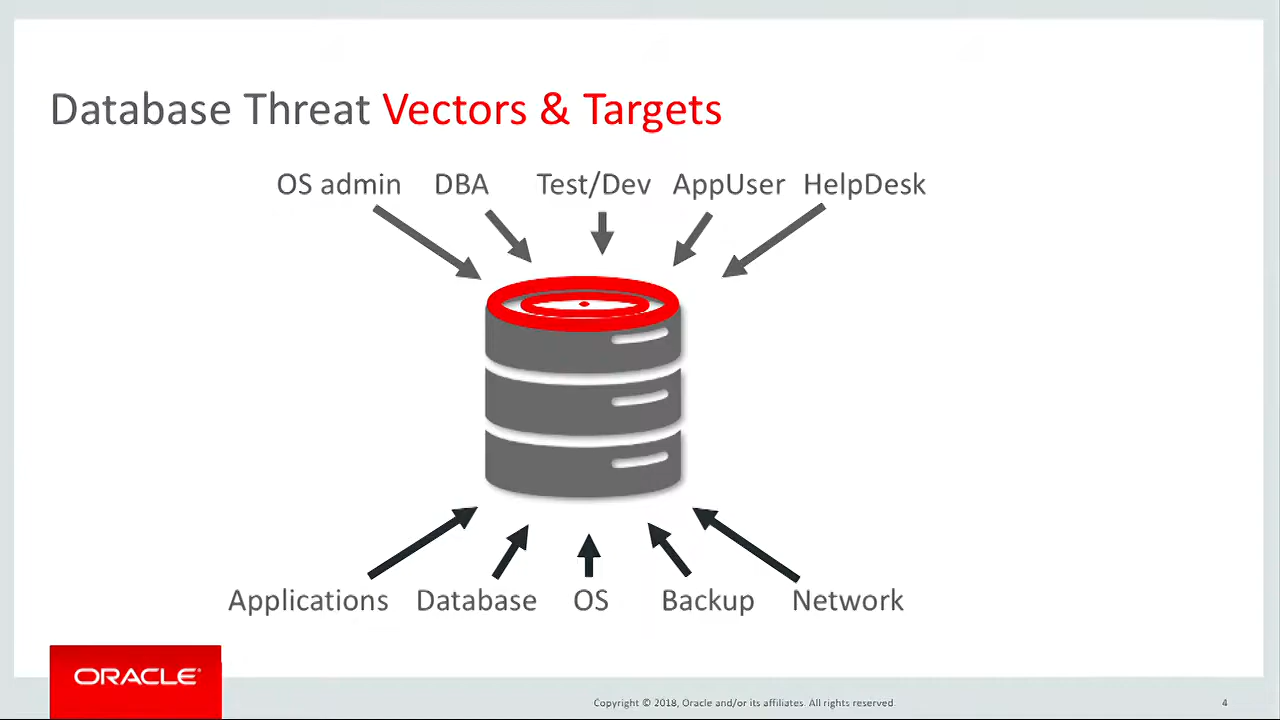 Database Threat Vectors & Targets
OS admin DBA Test/Dev AppUser HelpDesk
Applications Database OS Backup Network
ORACLE®
Copyright © 2018, Oracle and/or its affiliates. All rights reserved.
4